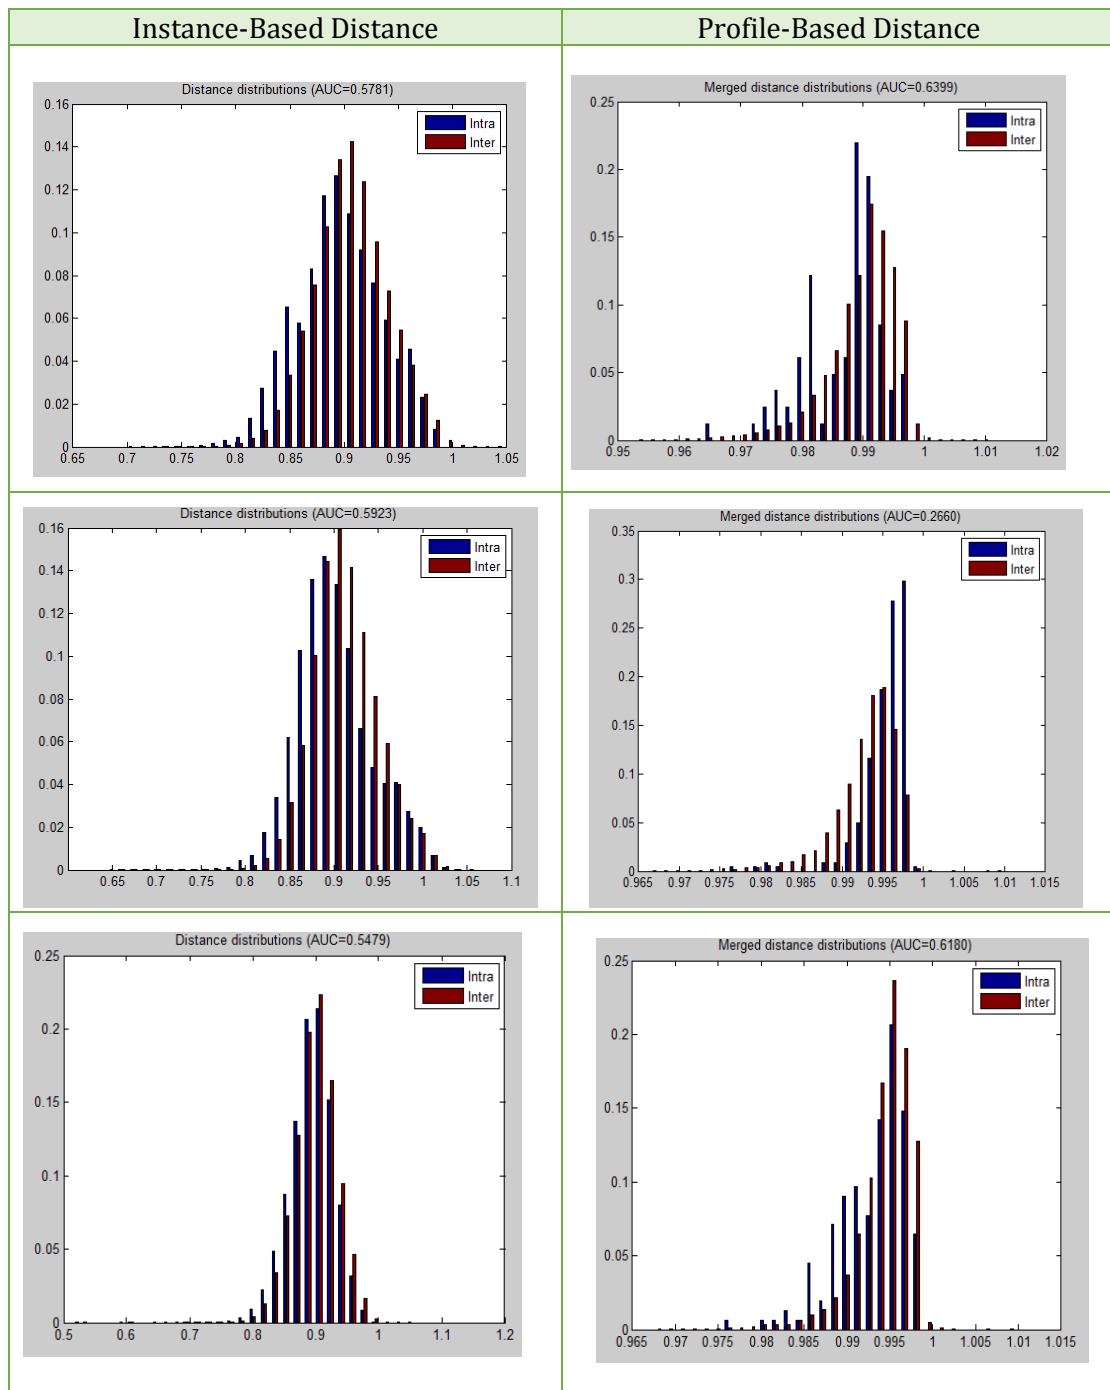 Instance-Based Distance
Profile-Based Distance
Distance distributions (AUC=0.5781)
0.16
0.14
0.12
0.1
0.08
0.06
0.04
0.02
0
0.65 0.7 0.75 0.8 0.85 0.9 0.95 1 1.05
Intra
Inter
Merged distance distributions (AUC=0.6399)
0.25
0.2
0.15
0.1
0.05
0
0.95 0.96 0.97 0.98 0.99 1 1.01 1.02
Intra
Inter
Distance distributions (AUC=0.5923)
0.16
0.14
0.12
0.1
0.08
0.06
0.04
0.02
0
0.65 0.7 0.75 0.8 0.85 0.9 0.95 1 1.05 1.1
Intra
Inter
Merged distance distributions (AUC=0.2660)
0.35
0.3
0.25
0.2
0.15
0.1
0.05
0
0.965 0.97 0.975 0.98 0.985 0.99 0.995 1 1.005 1.01 1.015
Intra
Inter
Distance distributions (AUC=0.5479)
0.25
0.2
0.15
0.1
0.05
0
0.5 0.6 0.7 0.8 0.9 1 1.1 1.2
Intra
Inter
Merged distance distributions (AUC=0.6180)
0.25
0.2
0.15
0.1
0.05
0
0.965 0.97 0.975 0.98 0.985 0.99 0.995 1 1.005 1.01 1.015
Intra
Inter